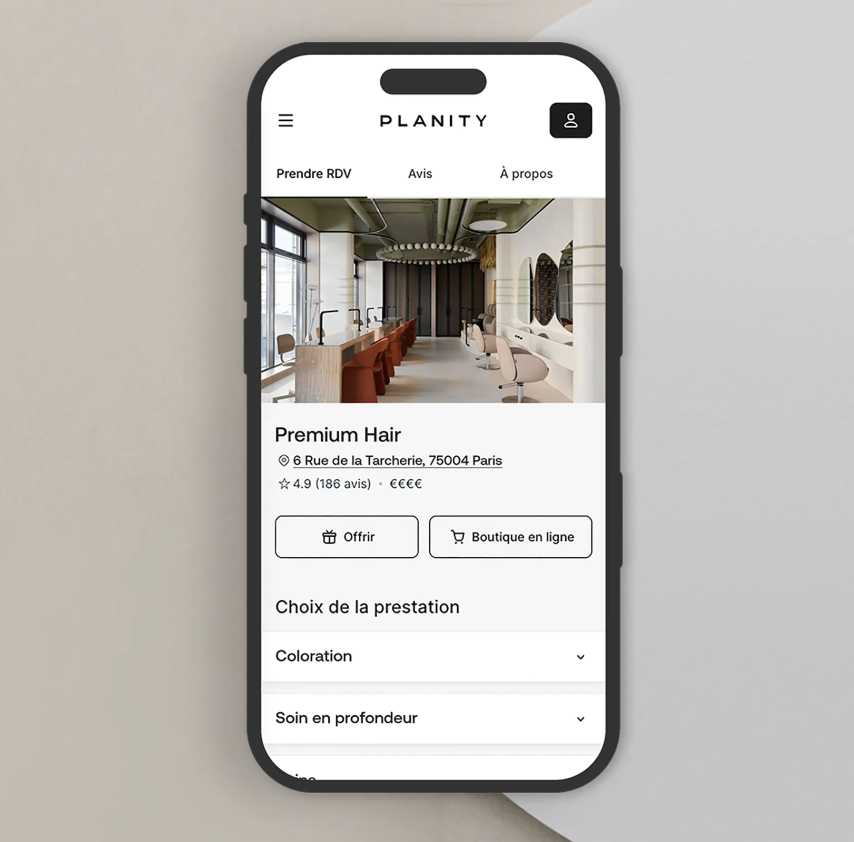 PLANITY
Prendre RDV Avis À propos
Premium Hair
6 Rue de la Tarcherie, 75004 Paris
4.9 (186 avis) • €€€€
Offrir Boutique en ligne
Choix de la prestation
Coloration
Soin en profondeur